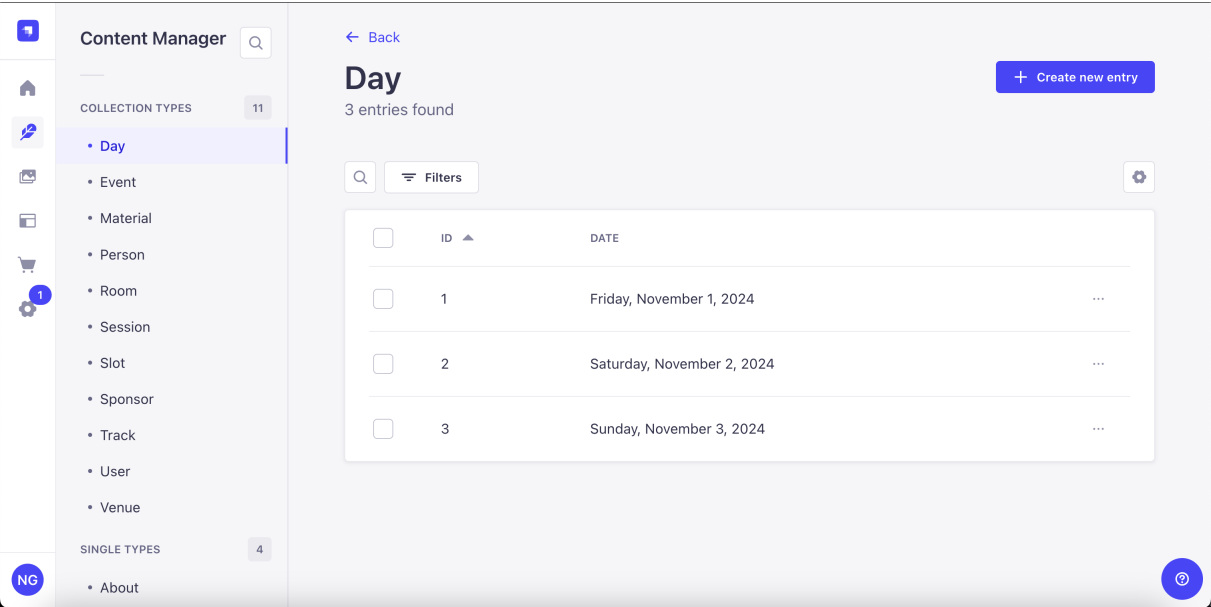 Content Manager
COLLECTION TYPES 11
Day
Event
Material
Person
Room
Session
Slot
Sponsor
Track
User
Venue
SINGLE TYPES 4
About
1
NG
Back
Day
3 entries found
Create new entry
Filters
ID DATE
1 Friday, November 1, 2024
2 Saturday, November 2, 2024
3 Sunday, November 3, 2024